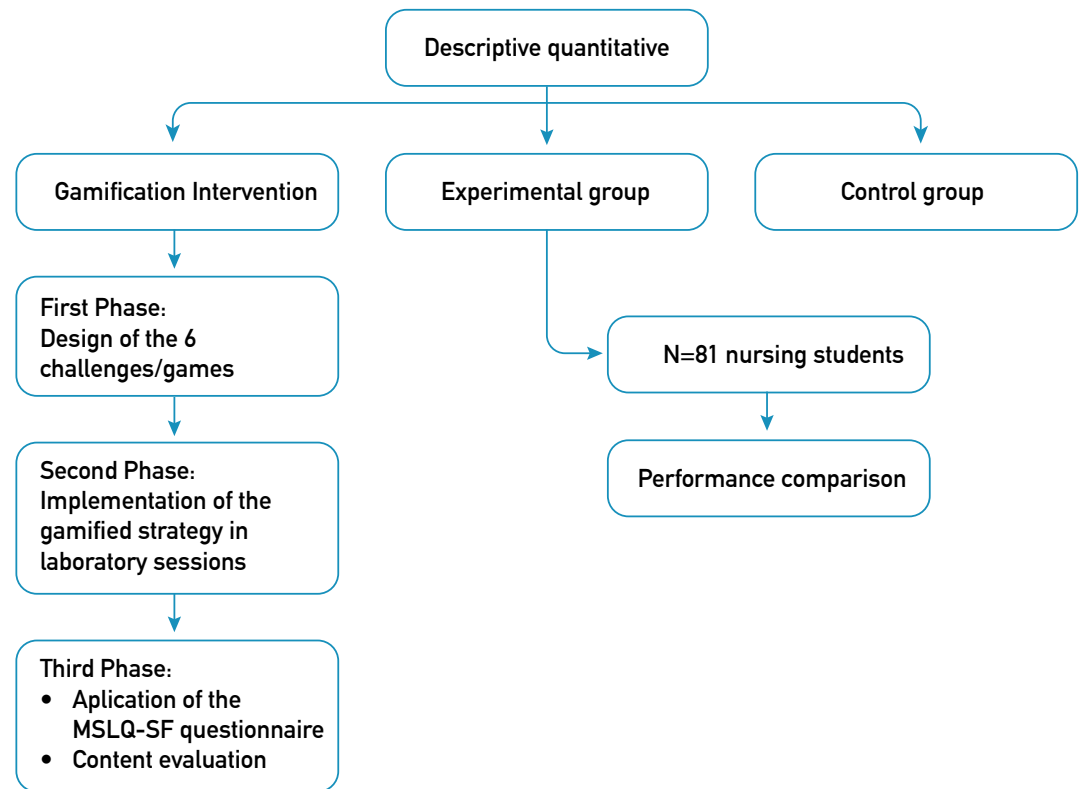 Descriptive quantitative
Gamification Intervention
Experimental group
Control group
First Phase:
Design of the 6
challenges/games
N=81 nursing students
Second Phase:
Implementation of the
gamified strategy in
laboratory sessions
Performance comparison
Third Phase:
• Aplication of the
MSLQ-SF questionnaire
• Content evaluation